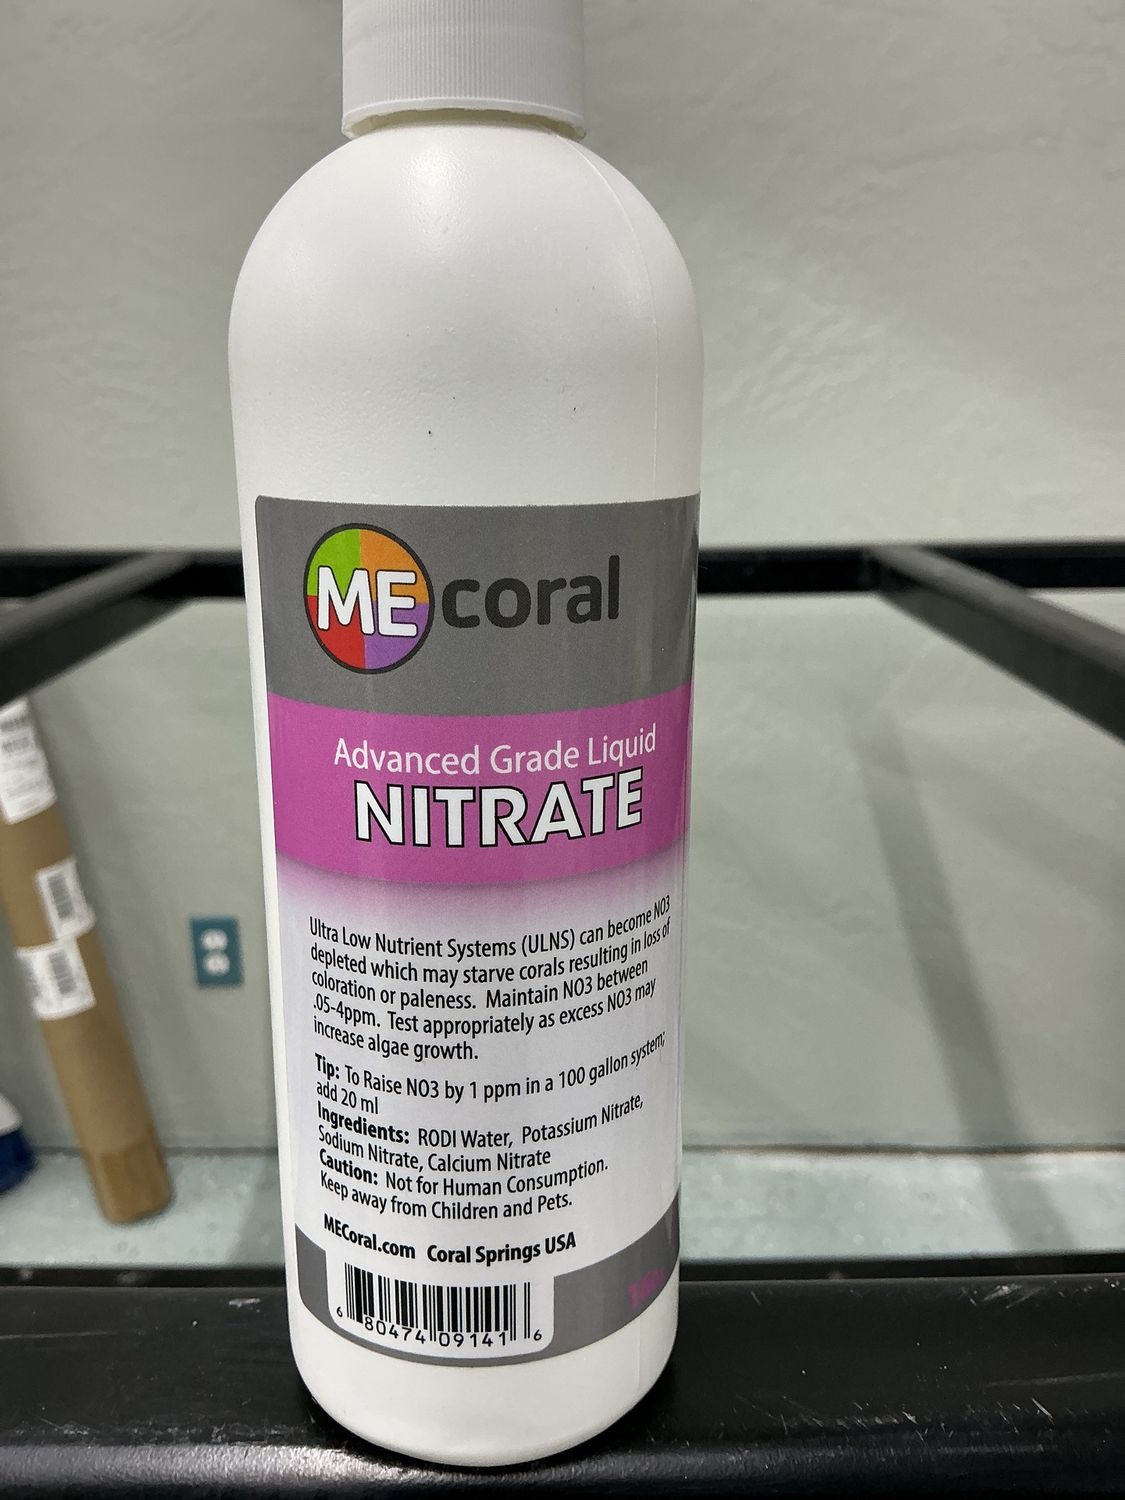 ME coral
Advanced Grade Liquid
NITRATE
Ultra Low Nutrient Systems (ULNS) can become NO3
depleted which may starve corals resulting in loss of
coloration or paleness. Maintain NO3 between
.05-4ppm. Test appropriately as excess NO3 may
increase algae growth.
Tip: To Raise NO3 by 1 ppm in a 100 gallon system;
add 20 ml
Ingredients: RODI Water, Potassium Nitrate,
Sodium Nitrate, Calcium Nitrate
Caution: Not for Human Consumption.
Keep away from Children and Pets.
MECoral.com Coral Springs USA
6 80474 09141 6